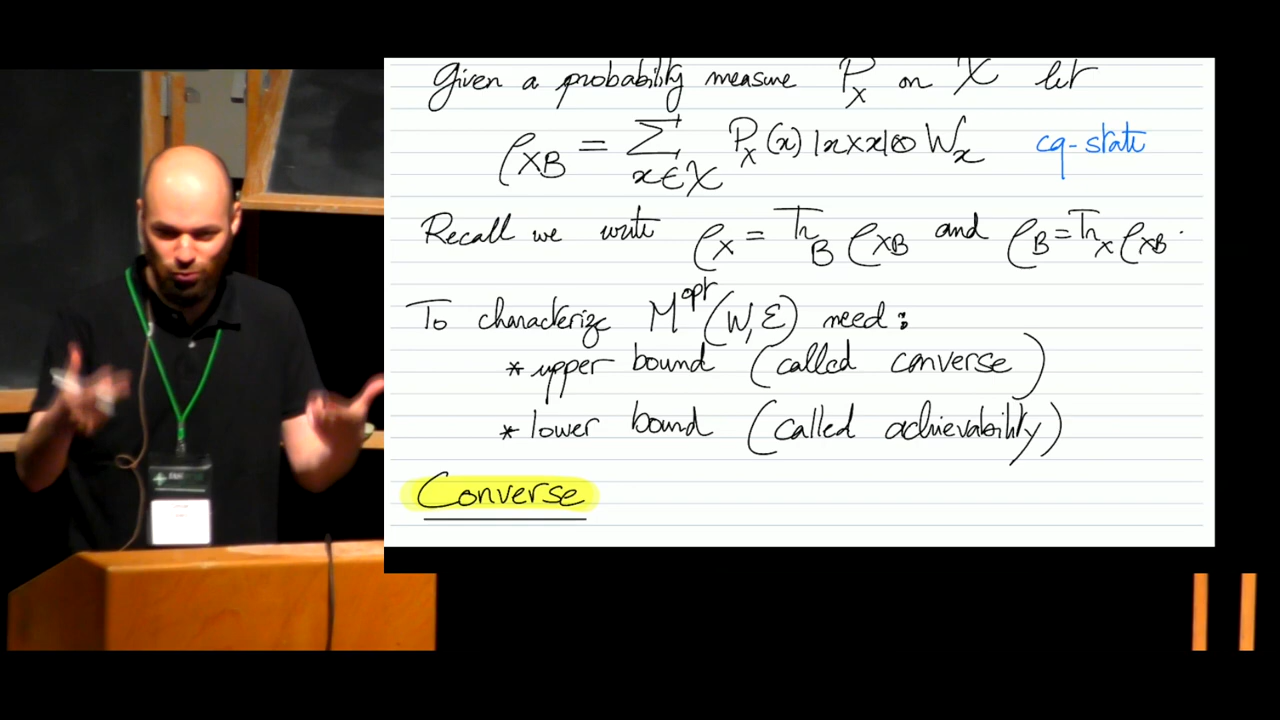 Given a probability measure P_X on 𝒳 let
ρ_XB = Σ_{x∈𝒳} P_X(x) |x⟩⟨x| ⊗ W_x cq-state
Recall we write ρ_X = Tr_B ρ_XB and ρ_B = Tr_X ρ_XB.
To characterize M^opt(W, ε) need:
* upper bound (called converse)
* lower bound (called achievability)
Converse